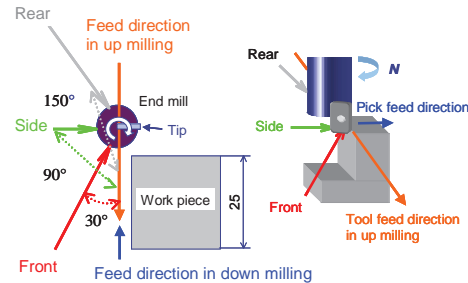 Rear
Feed direction
in up milling
150°
End mill
Side
Tip
90°
Work piece
25
30°
Front
Feed direction in down milling
Rear
N
Pick feed direction
Side
Front
Tool feed direction
in up milling